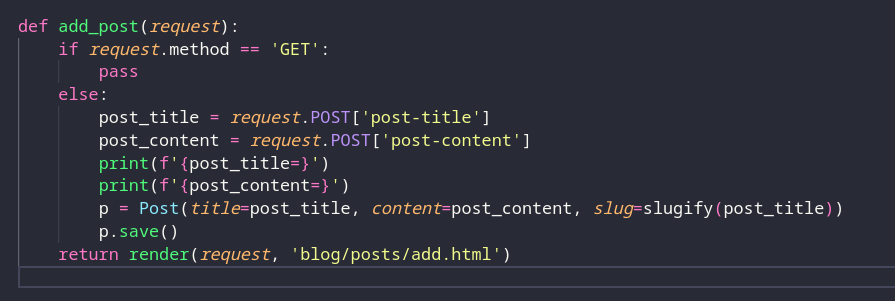 def add_post(request):
    if request.method == 'GET':
        pass
    else:
        post_title = request.POST['post-title']
        post_content = request.POST['post-content']
        print(f'{post_title=}')
        print(f'{post_content=}')
        p = Post(title=post_title, content=post_content, slug=slugify(post_title))
        p.save()
    return render(request, 'blog/posts/add.html')